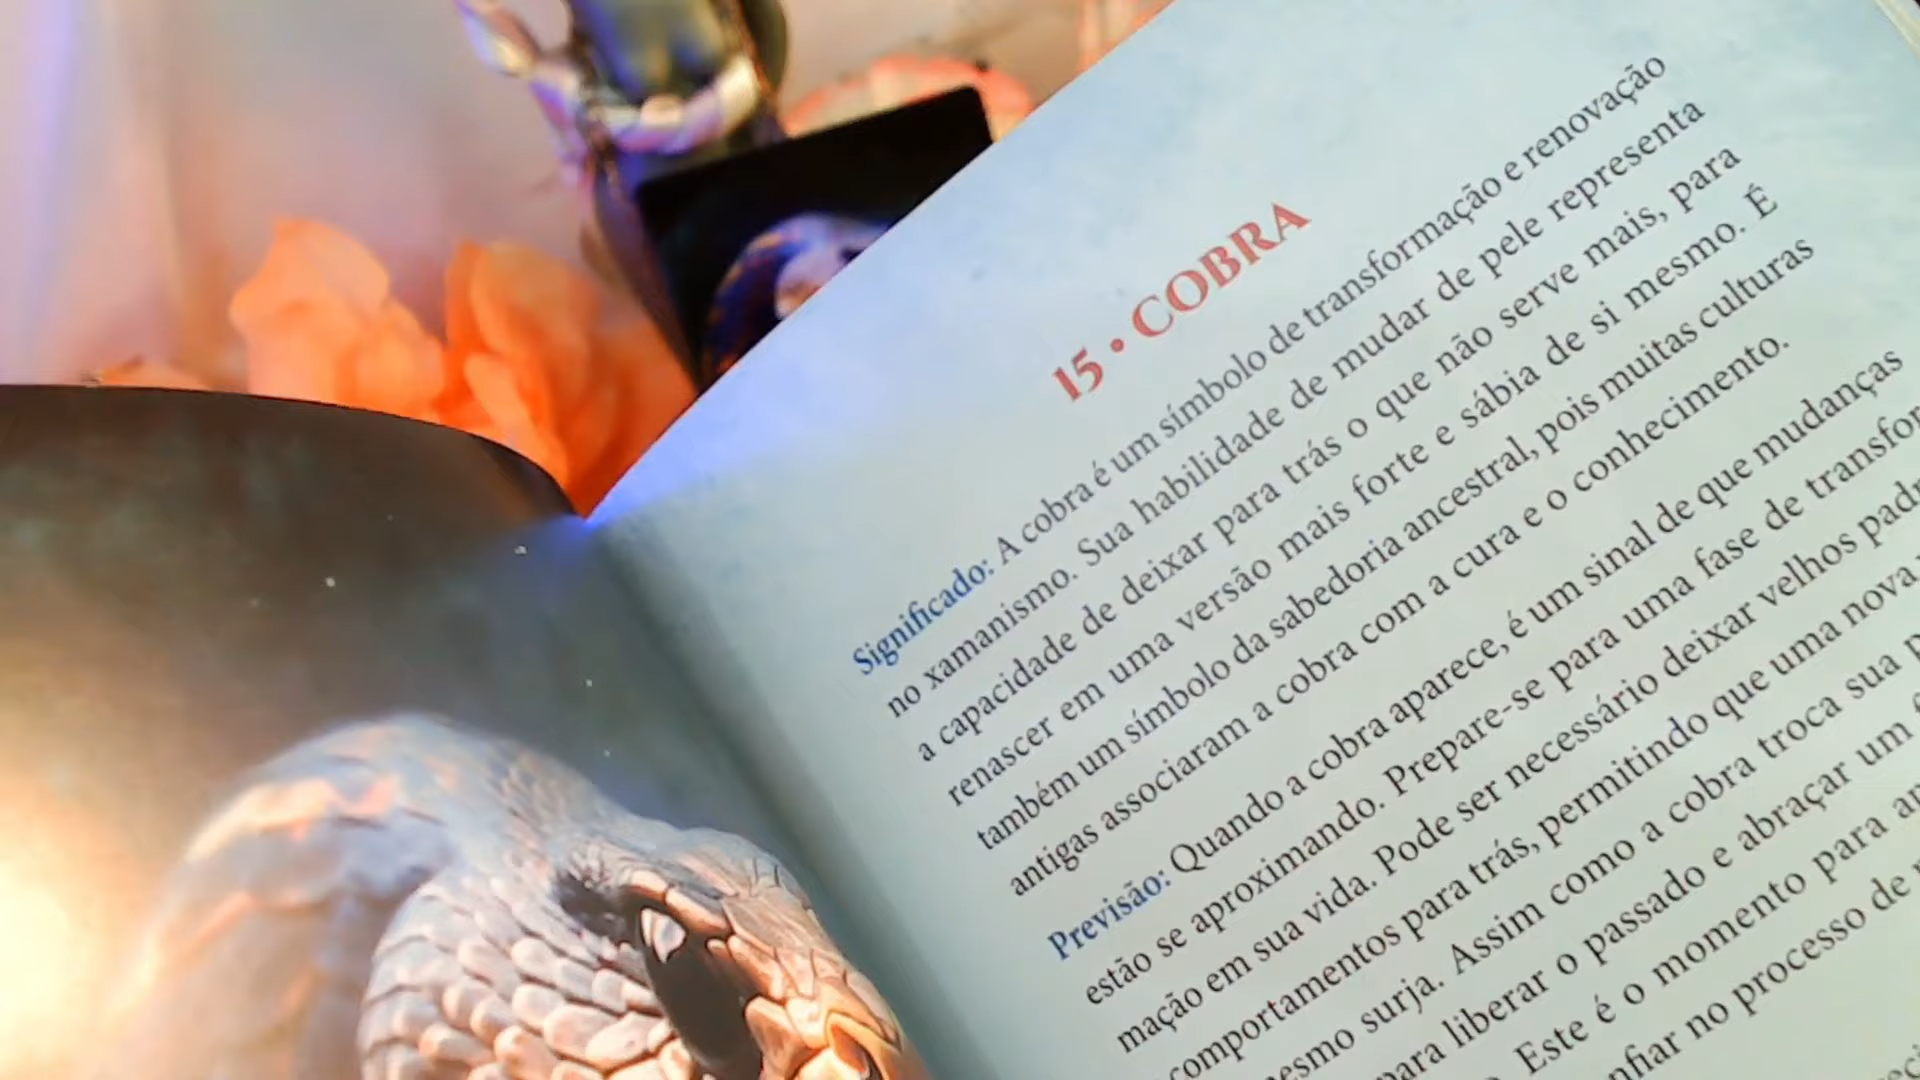 15 • COBRA
Significado: A cobra é um símbolo de transformação e renovação
no xamanismo. Sua habilidade de mudar de pele representa
a capacidade de deixar para trás o que não serve mais, para
renascer em uma versão mais forte e sábia de si mesmo. É
também um símbolo da sabedoria ancestral, pois muitas culturas
antigas associaram a cobra com a cura e o conhecimento.
Previsão: Quando a cobra aparece, é um sinal de que mudanças
estão se aproximando. Prepare-se para uma fase de transfor
mação em sua vida. Pode ser necessário deixar velhos padr
comportamentos para trás, permitindo que uma nova
esmo surja. Assim como a cobra troca sua
para liberar o passado e abraçar um
Este é o momento para
nfiar no processo de